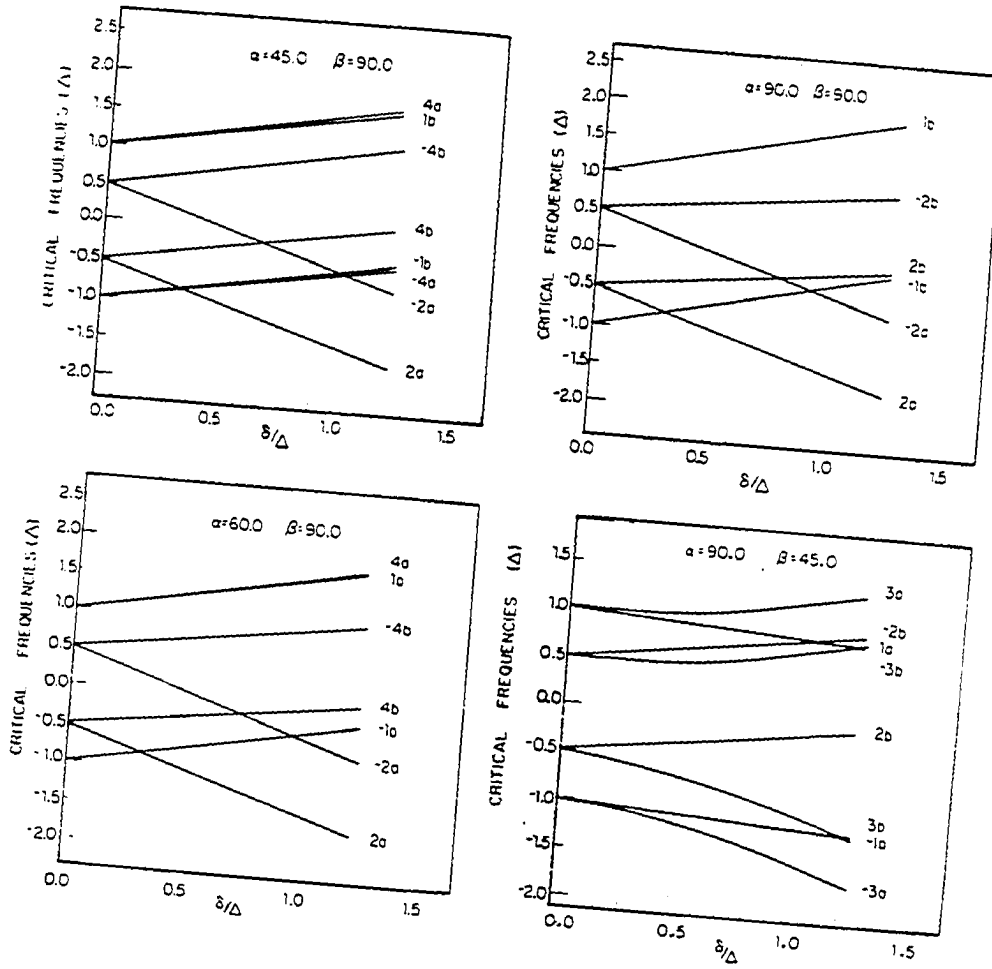 α=45.0 β=90.0
CRITICAL FREQUENCIES (Δ)
2.5
2.0
1.5
1.0
0.5
0.0
-0.5
-1.0
-1.5
-2.0
4a
1b
-4b
4b
-1b
-4a
-2a
2a
0.0 0.5 1.0 1.5
δ/Δ
α=90.0 β=90.0
CRITICAL FREQUENCIES (Δ)
2.5
2.0
1.5
1.0
0.5
0.0
-0.5
-1.0
-1.5
-2.0
1b
-2b
2b
-1a
-2a
2a
0.0 0.5 1.0 1.5
δ/Δ
α=60.0 β=90.0
CRITICAL FREQUENCIES (Δ)
2.5
2.0
1.5
1.0
0.5
0.0
-0.5
-1.0
-1.5
-2.0
4a
1a
-4b
4b
-1a
-2a
2a
0.0 0.5 1.0 1.5
δ/Δ
α=90.0 β=45.0
CRITICAL FREQUENCIES (Δ)
1.5
1.0
0.5
0.0
-0.5
-1.0
-1.5
-2.0
3a
-2b
1a
-3b
2b
3b
-1a
-3a
0.0 0.5 1.0 1.5
δ/Δ